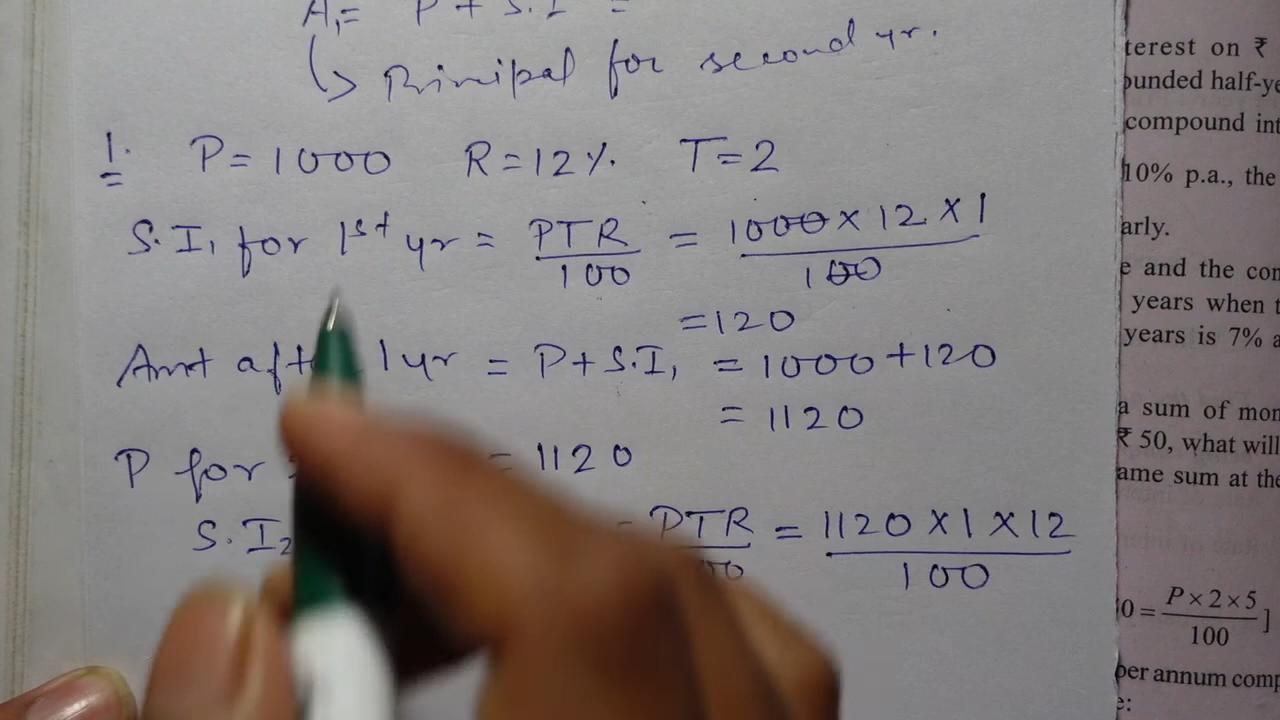 A₁= P + S.I =
↳ Principal for second yr.
1. P=1000 R=12% T=2
S.I₁ for 1st yr = PTR/100 = 1000×12×1/100
=120
Amt after 1yr = P+S.I₁ = 1000+120
= 1120
P for = 1120
S.I₂ = PTR/100 = 1120×1×12/100
terest on ₹
ounded half-ye
compound int
10% p.a., the
arly.
e and the con
years when t
years is 7% a
a sum of mon
₹ 50, what will
ame sum at the
0 = P×2×5/100 ]
per annum comp
e: